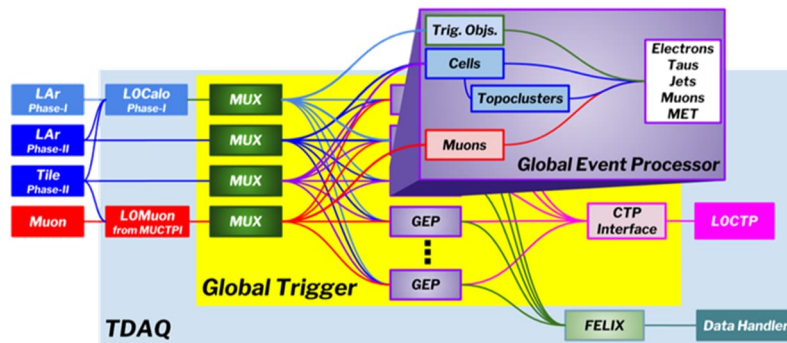 Trig. Objs.
Cells
Topoclusters
Muons
Electrons
Taus
Jets
Muons
MET
Global Event Processor
LAr
Phase-I
L0Calo
Phase-I
MUX
LAr
Phase-II
MUX
Tile
Phase-II
MUX
Muon
L0Muon
from MUCTPI
MUX
GEP
CTP
Interface
L0CTP
GEP
Global Trigger
TDAQ
FELIX
Data Handler